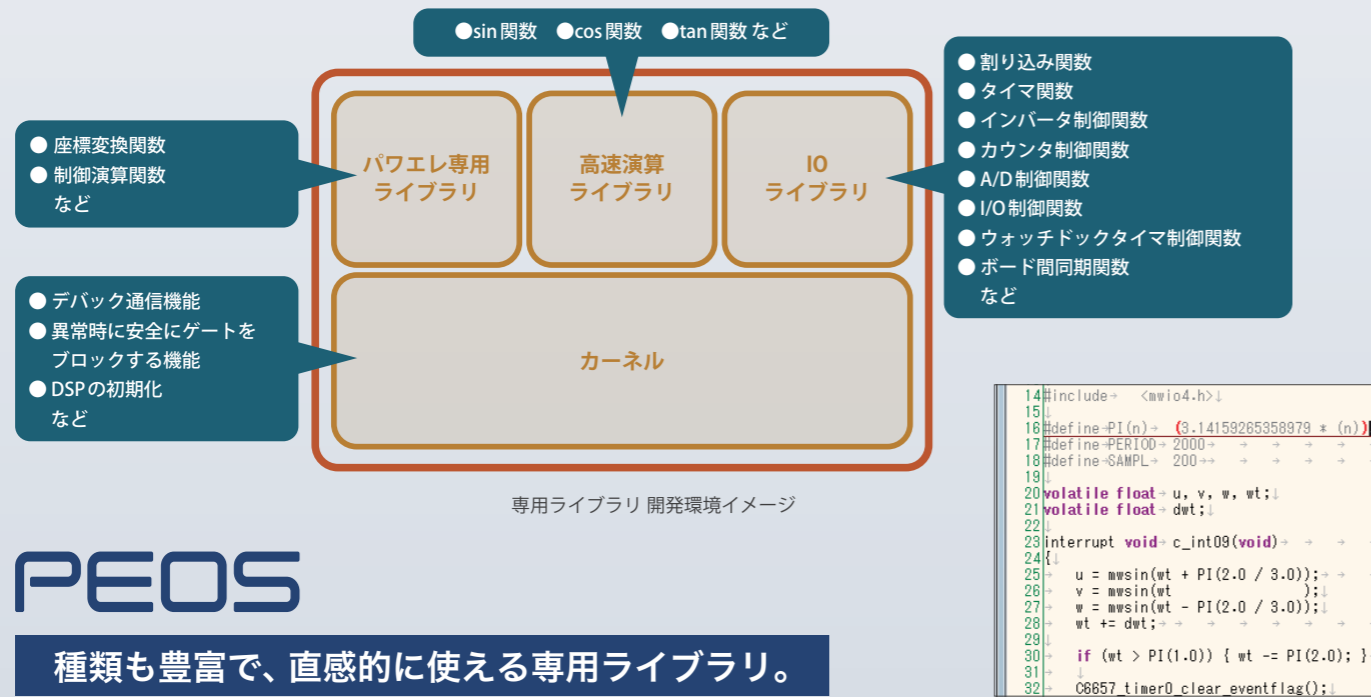 ●sin関数 ●cos関数 ●tan関数 など
● 座標変換関数
● 制御演算関数
など
パワエレ専用
ライブラリ
高速演算
ライブラリ
IO
ライブラリ
● 割り込み関数
● タイマ関数
● インバータ制御関数
● カウンタ制御関数
● A/D制御関数
● I/O制御関数
● ウォッチドックタイマ制御関数
● ボード間同期関数
など
● デバック通信機能
● 異常時に安全にゲートを
ブロックする機能
● DSPの初期化
など
カーネル
専用ライブラリ 開発環境イメージ
PEOS
種類も豊富で、直感的に使える専用ライブラリ。
14 #include→ <mwio4.h>↓
15 ↓
16 #define→PI(n)→ (3.14159265358979 * (n))
17 #define→PERIOD→ 2000→ → → → → →
18 #define→SAMPL→ 200→→ → → → → →
19 ↓
20 volatile float→ u, v, w, wt;↓
21 volatile float→ dwt;↓
22 ↓
23 interrupt void→ c_int09(void)→ → →
24 {↓
25 → u = mwsin(wt + PI(2.0 / 3.0));→ →
26 → v = mwsin(wt );↓
27 → w = mwsin(wt - PI(2.0 / 3.0));↓
28 → wt += dwt;→ → → → → → →
29 ↓
30 → if (wt > PI(1.0)) { wt -= PI(2.0); }
31 → ↓
32 → C6657_timer0_clear_eventflag();↓